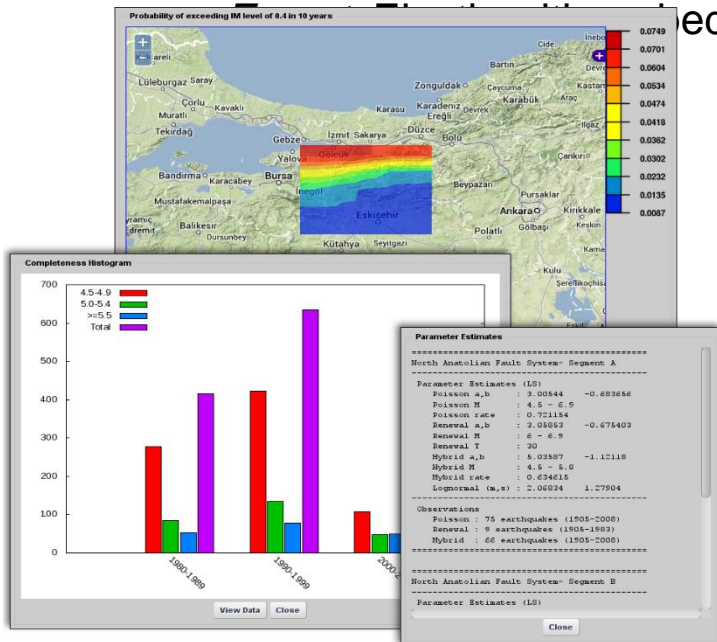 Probability of exceeding IM level of 0.4 in 10 years
Cide
Bartın
Lüleburgaz
Saray
Zonguldak
Çaycuma
Kastam
Çorlu
Kavaklı
Karasu
Karadeniz Ereğli
Devrek
Karabük
Araç
Muratlı
Tekirdağ
Gebze
İzmit
Sakarya
Düzce
Bolu
Ilgaz
Yalova
Gölcük
Çankırı
Bandırma
Karacabey
Bursa
İnegöl
Beypazarı
Mustafakemalpaşa
Pursaklar
Ankara
Kırıkkale
Eskişehir
Balıkesir
Dursunbey
Edremit
Polatlı
Gölbaşı
Keskin
Kütahya
Seyitgazi
Kulu
Şereflikoçhisa
0.0749
0.0701
0.0604
0.0534
0.0474
0.0418
0.0362
0.0302
0.0232
0.0135
0.0087
Completeness Histogram
700
600
500
400
300
200
100
0
4.5-4.9
5.0-5.4
>=5.5
Total
1980-1989
1990-1999
View Data
Close
Parameter Estimates
==============================================
North Anatolian Fault System- Segment A
----------------------------------------------
Parameter Estimates (LS)
Poisson a,b : 3.00544 -0.683656
Poisson M : 4.5 - 6.9
Poisson rate : 0.721154
Renewal a,b : 3.05853 -0.675403
Renewal M : 6 - 6.9
Renewal T : 30
Hybrid a,b : 5.03587 -1.12118
Hybrid M : 4.5 - 5.8
Hybrid rate : 0.634615
Lognormal (m,s) : 2.06834 1.27904
----------------------------------------------
Observations
Poisson : 75 earthquakes (1905-2008)
Renewal : 9 earthquakes (1905-1983)
Hybrid : 66 earthquakes (1905-2008)
==============================================
==============================================
North Anatolian Fault System- Segment B
----------------------------------------------
Parameter Estimates (LS)
Close